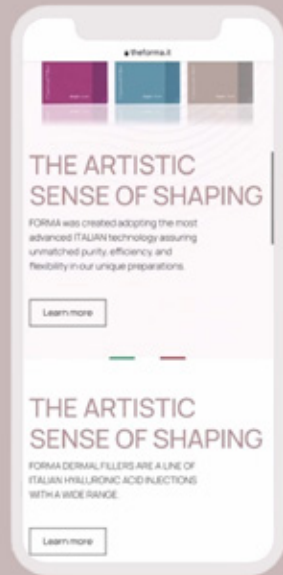 theforma.it
THE ARTISTIC
SENSE OF SHAPING
FORMA was created adopting the most
advanced ITALIAN technology assuring
unmatched purity, efficiency, and
flexibility in our unique preparations.
Learn more
THE ARTISTIC
SENSE OF SHAPING
FORMA DERMAL FILLERS ARE A LINE OF
ITALIAN HYALURONIC ACID INJECTIONS
WITH A WIDE RANGE
Learn more